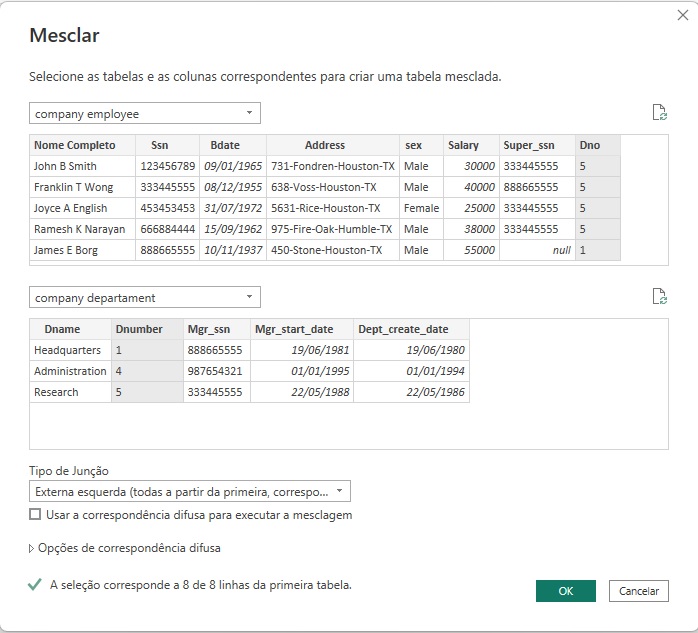 Mesclar
Selecione as tabelas e as colunas correspondentes para criar uma tabela mesclada.
company employee
Nome Completo Ssn Bdate Address sex Salary Super_ssn Dno
John B Smith 123456789 09/01/1965 731-Fondren-Houston-TX Male 30000 333445555 5
Franklin T Wong 333445555 08/12/1955 638-Voss-Houston-TX Male 40000 888665555 5
Joyce A English 453453453 31/07/1972 5631-Rice-Houston-TX Female 25000 333445555 5
Ramesh K Narayan 666884444 15/09/1962 975-Fire-Oak-Humble-TX Male 38000 333445555 5
James E Borg 888665555 10/11/1937 450-Stone-Houston-TX Male 55000 null 1
company departament
Dname Dnumber Mgr_ssn Mgr_start_date Dept_create_date
Headquarters 1 888665555 19/06/1981 19/06/1980
Administration 4 987654321 01/01/1995 01/01/1994
Research 5 333445555 22/05/1988 22/05/1986
Tipo de Junção
Externa esquerda (todas a partir da primeira, correspo...
Usar a correspondência difusa para executar a mesclagem
Opções de correspondência difusa
A seleção corresponde a 8 de 8 linhas da primeira tabela.
OK Cancelar